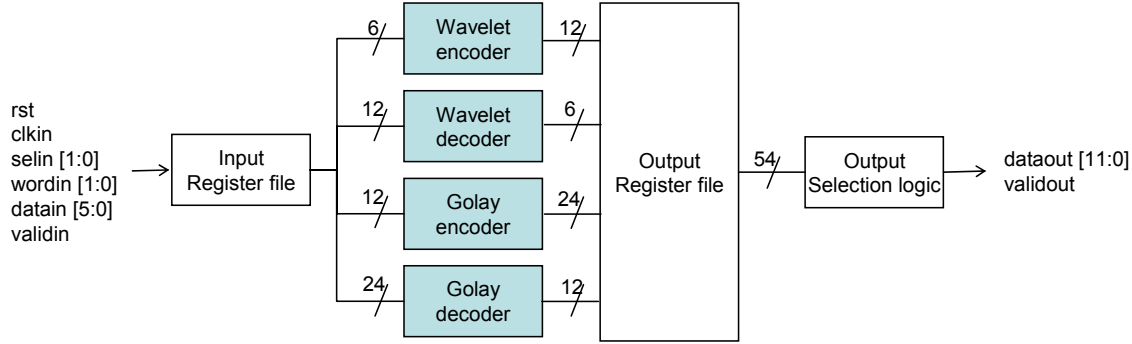 rst
clkin
selin [1:0]
wordin [1:0]
datain [5:0]
validin
Input
Register file
6
Wavelet
encoder
12
12
Wavelet
decoder
6
12
Golay
encoder
24
24
Golay
decoder
12
Output
Register file
54
Output
Selection logic
dataout [11:0]
validout